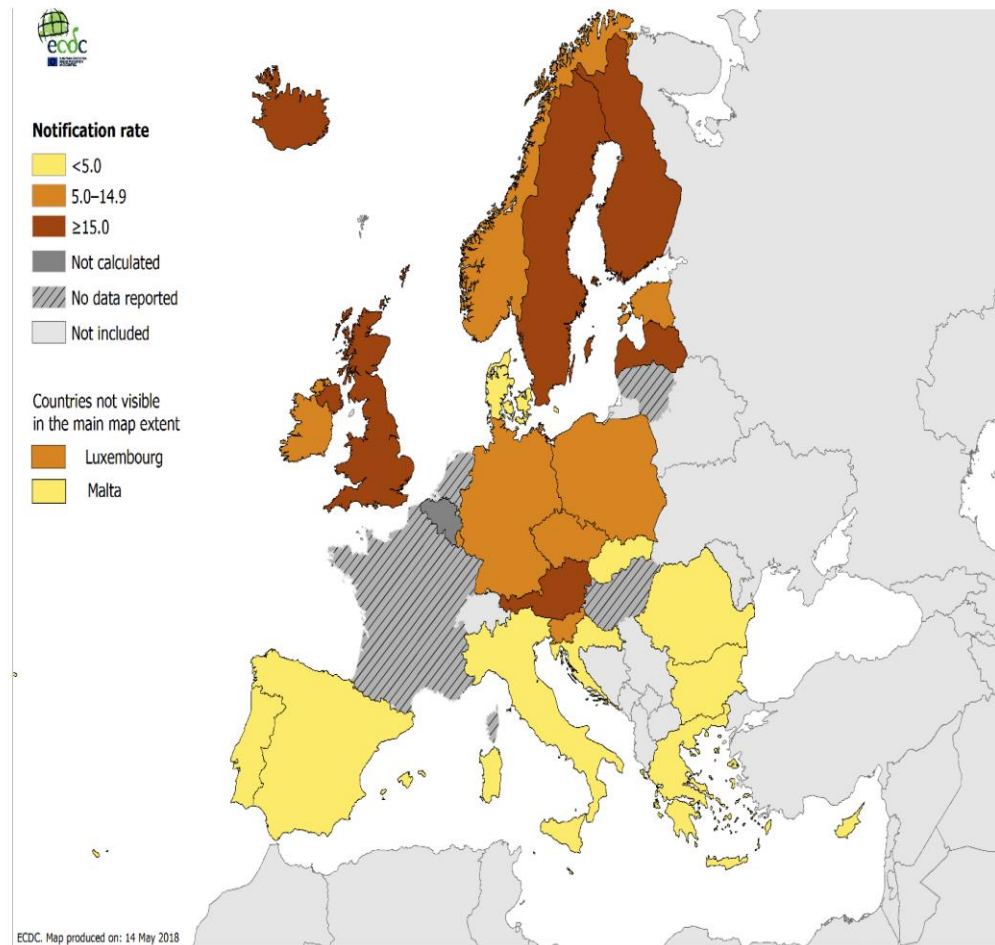 ecdc
Notification rate
<5.0
5.0–14.9
≥15.0
Not calculated
No data reported
Not included
Countries not visible
in the main map extent
Luxembourg
Malta
ECDC. Map produced on: 14 May 2018